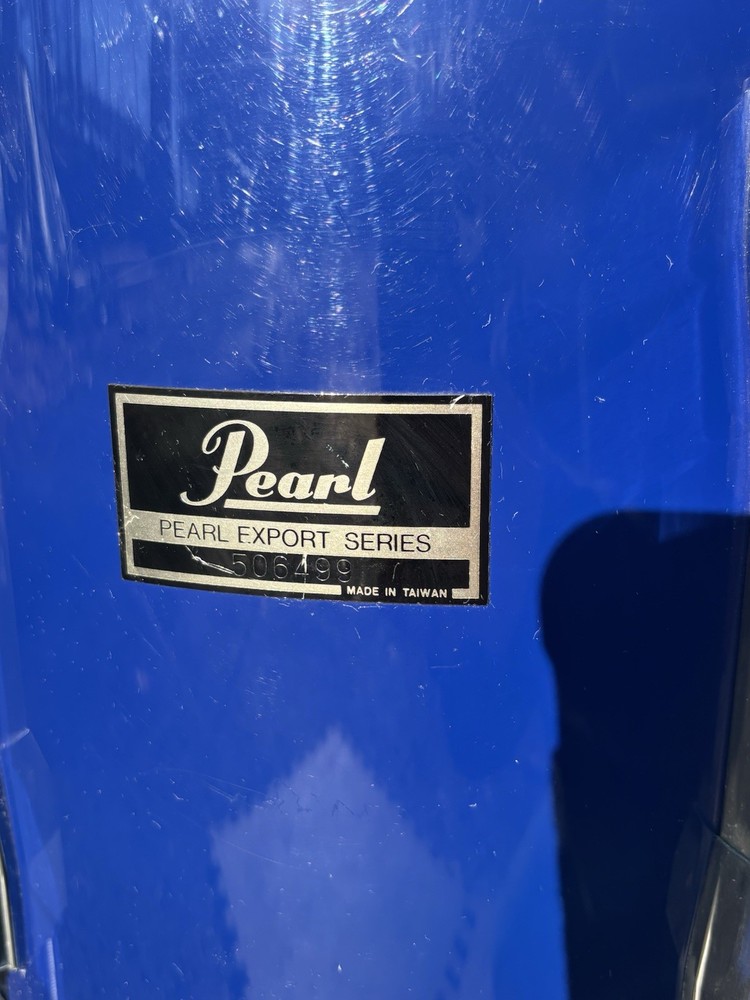 Pearl
PEARL EXPORT SERIES
506499
MADE IN TAIWAN